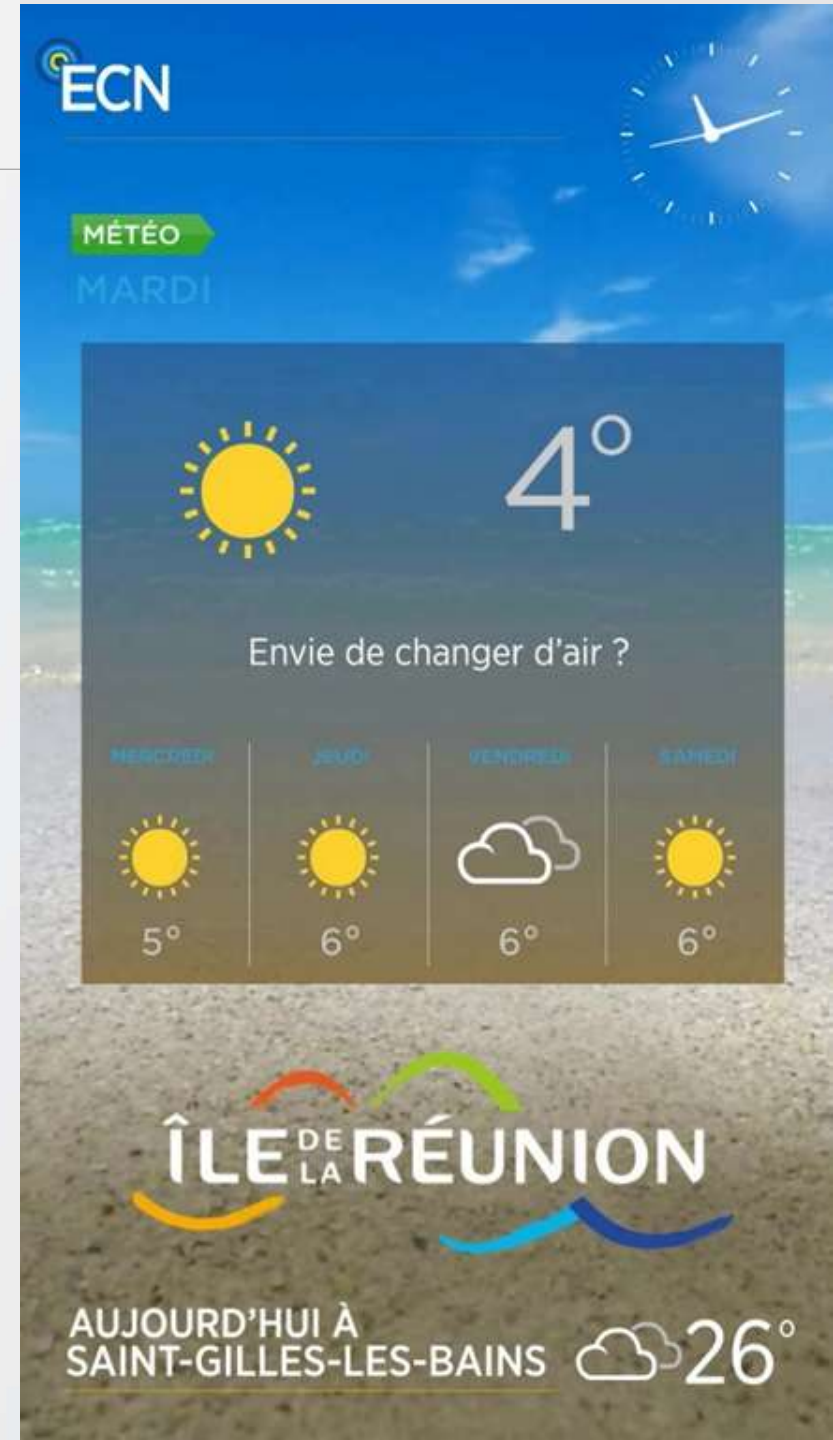 ECN
MÉTÉO
MARDI
4°
Envie de changer d'air ?
MERCREDI JEUDI VENDREDI SAMEDI
5° 6° 6° 6°
ÎLE DE LA RÉUNION
AUJOURD'HUI À
SAINT-GILLES-LES-BAINS 26°